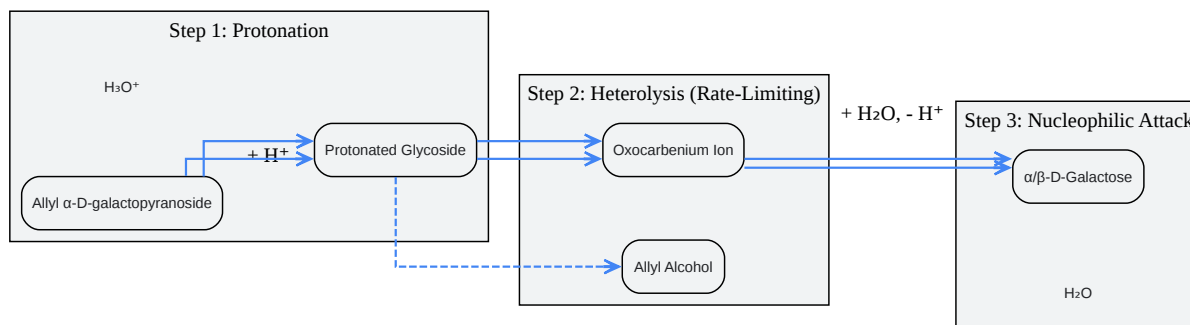 Step 1: Protonation
H₃O⁺
+ H⁺
Protonated Glycoside
Allyl α-D-galactopyranoside
Step 2: Heterolysis (Rate-Limiting)
Oxocarbenium Ion
Allyl Alcohol
+ H₂O, - H⁺
Step 3: Nucleophilic Attack
α/β-D-Galactose
H₂O